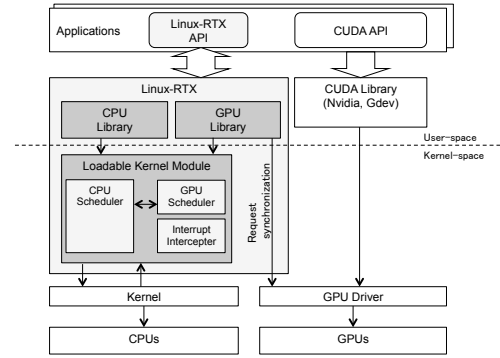 Applications
Linux-RTX
API
CUDA API
Linux-RTX
CUDA Library
(Nvidia, Gdev)
CPU
Library
GPU
Library
User-space
Kernel-space
Loadable Kernel Module
CPU
Scheduler
GPU
Scheduler
Interrupt
Intercepter
Request
synchronization
Kernel
GPU Driver
CPUs
GPUs